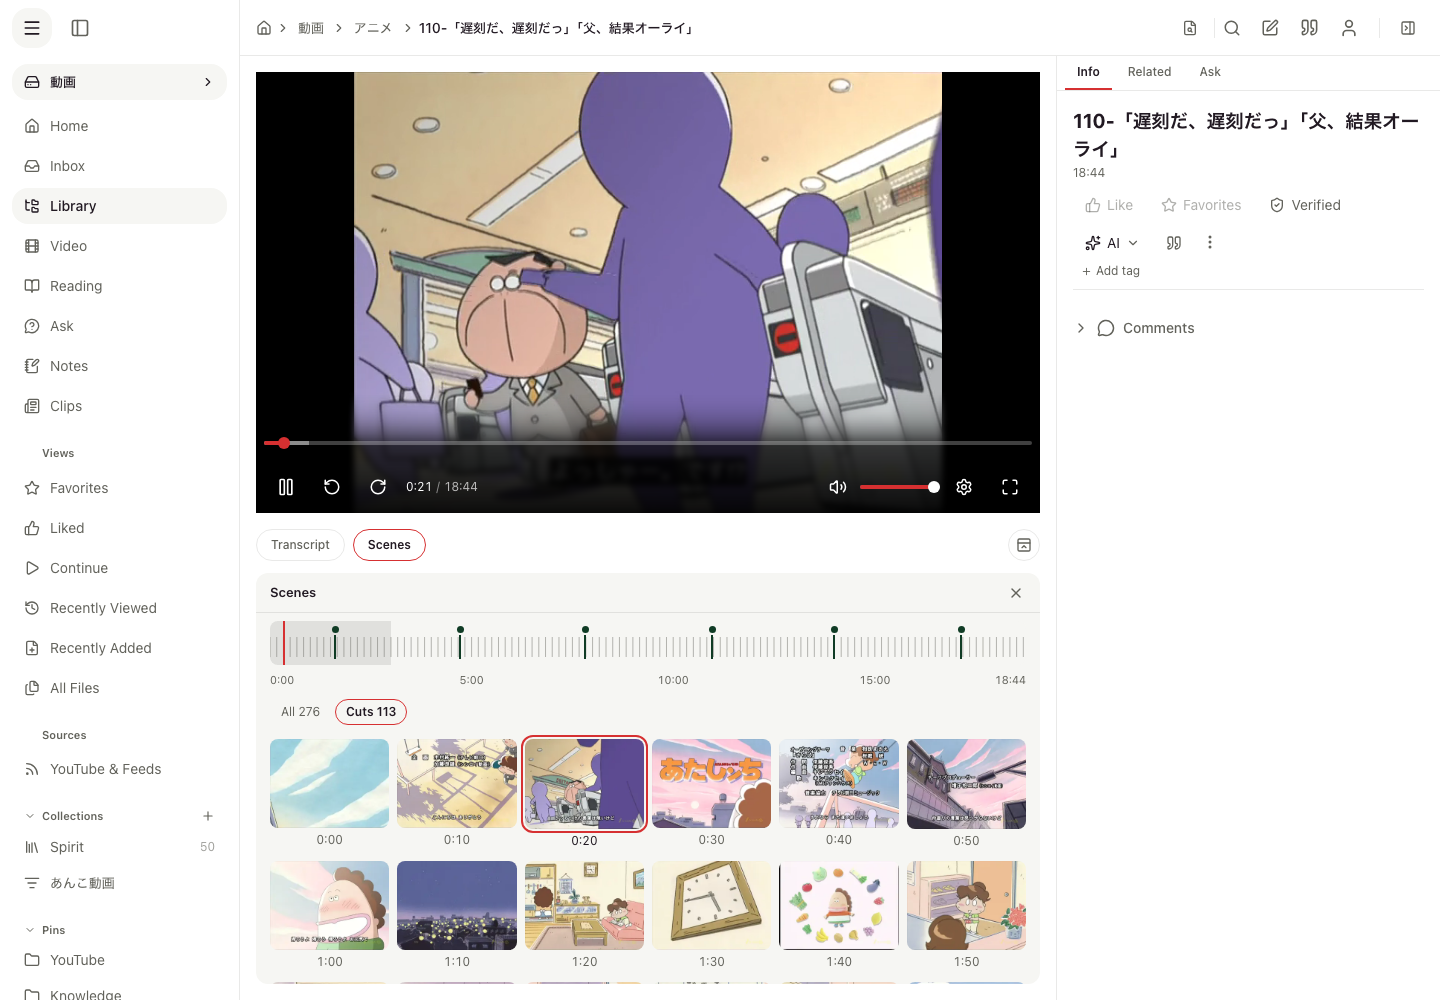 動画
アニメ
110-「遅刻だ、遅刻だっ」「父、結果オーライ」
動画
Home
Inbox
Library
Video
Reading
Ask
Notes
Clips
Views
Favorites
Liked
Continue
Recently Viewed
Recently Added
All Files
Sources
YouTube & Feeds
Collections
Spirit
50
あんこ動画
Pins
YouTube
Knowledge
0:21 / 18:44
Transcript
Scenes
Scenes
0:00
5:00
10:00
15:00
18:44
All 276
Cuts 113
あたしンち
0:00
0:10
0:20
0:30
0:40
0:50
1:00
1:10
1:20
1:30
1:40
1:50
Info
Related
Ask
110-「遅刻だ、遅刻だっ」「父、結果オー
ライ」
18:44
Like
Favorites
Verified
AI
+ Add tag
Comments